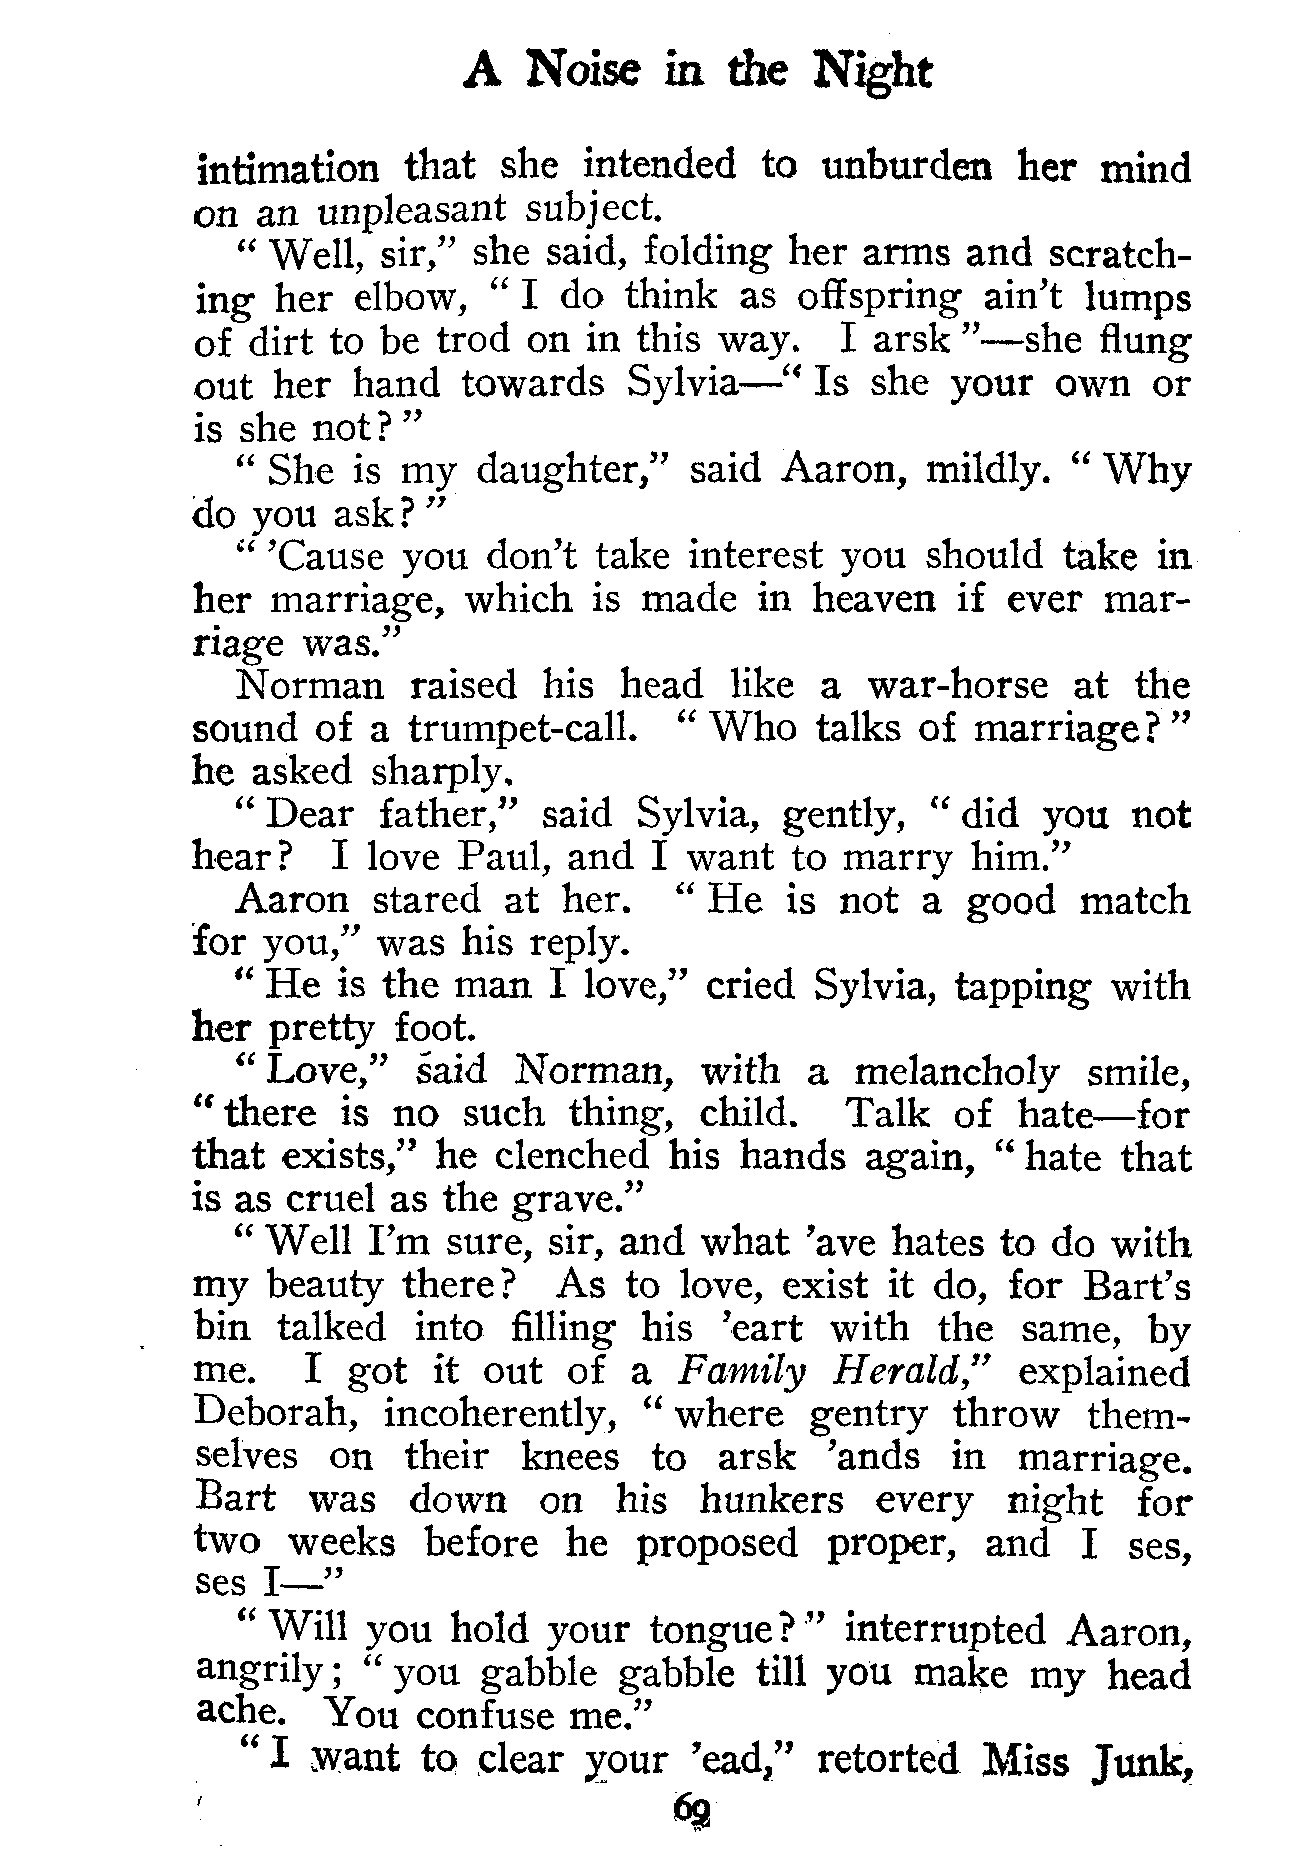 A Noise in the Night
intimation that she intended to unburden her mind
on an unpleasant subject.
“ Well, sir,” she said, folding her arms and scratch-
ing her elbow, “ I do think as offspring ain’t lumps
of dirt to be trod on in this way. I arsk ”—she flung
out her hand towards Sylvia—“ Is she your own or
is she not? ”
“ She is my daughter,” said Aaron, mildly. “ Why
do you ask? ”
“ ’Cause you don’t take interest you should take in
her marriage, which is made in heaven if ever mar-
riage was.”
Norman raised his head like a war-horse at the
sound of a trumpet-call. “ Who talks of marriage? ”
he asked sharply.
“ Dear father,” said Sylvia, gently, “ did you not
hear? I love Paul, and I want to marry him.”
Aaron stared at her. “ He is not a good match
for you,” was his reply.
“ He is the man I love,” cried Sylvia, tapping with
her pretty foot.
“ Love,” said Norman, with a melancholy smile,
“ there is no such thing, child. Talk of hate—for
that exists,” he clenched his hands again, “ hate that
is as cruel as the grave.”
“ Well I’m sure, sir, and what ’ave hates to do with
my beauty there? As to love, exist it do, for Bart’s
bin talked into filling his ’eart with the same, by
me. I got it out of a Family Herald,” explained
Deborah, incoherently, “ where gentry throw them-
selves on their knees to arsk ’ands in marriage.
Bart was down on his hunkers every night for
two weeks before he proposed proper, and I ses,
ses I—”
“ Will you hold your tongue? ” interrupted Aaron,
angrily; “ you gabble gabble till you make my head
ache. You confuse me.”
“ I want to clear your ’ead,” retorted Miss Junk,
69